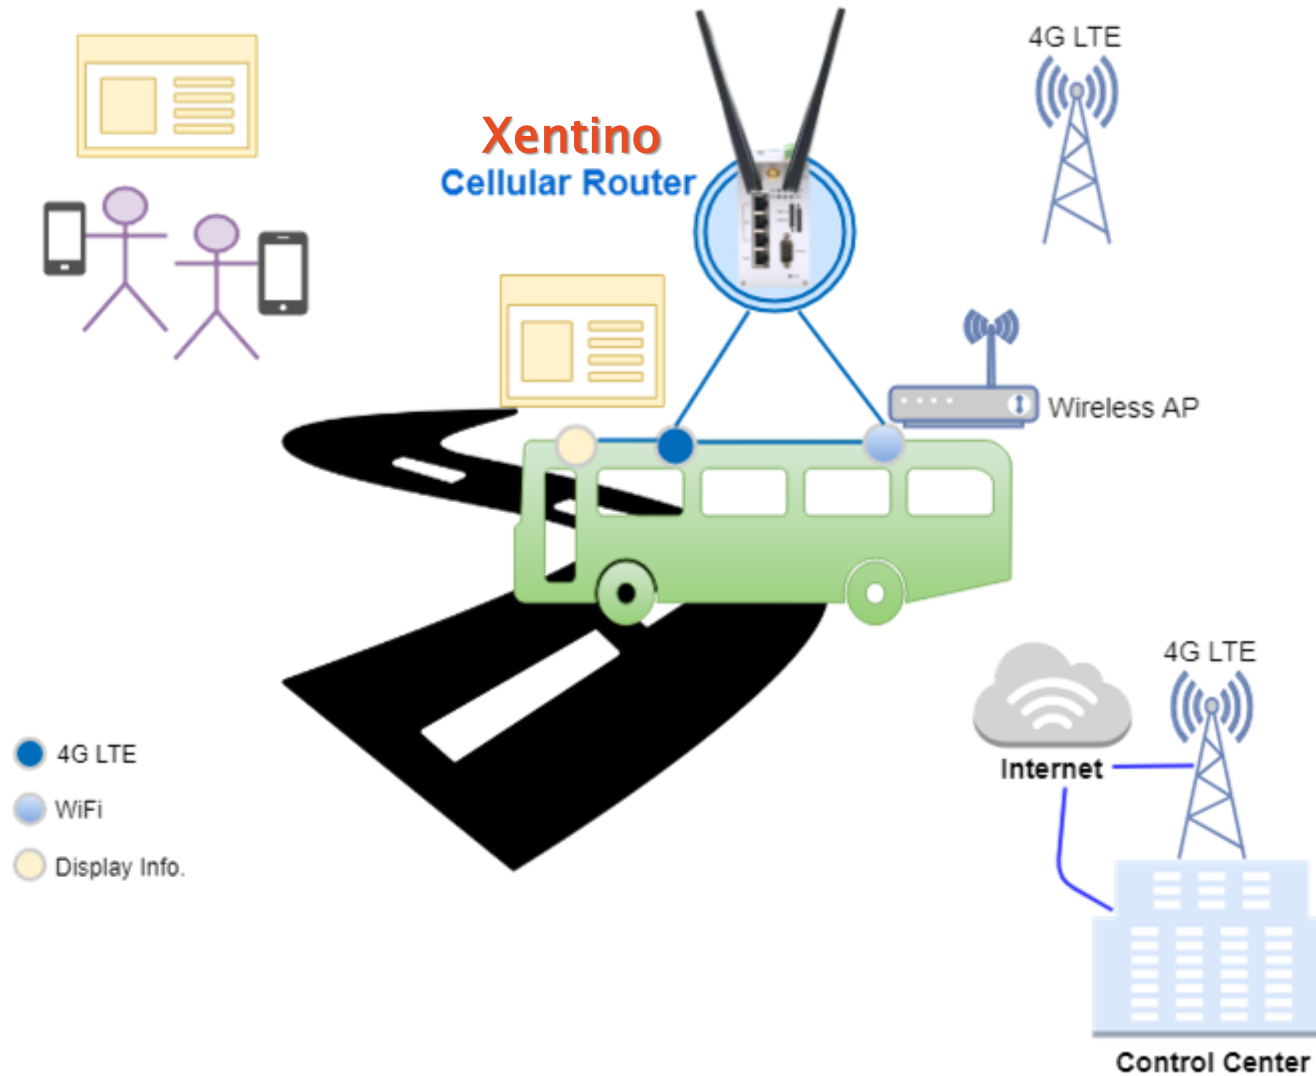 4G LTE
Xentino
Cellular Router
Wireless AP
4G LTE
Internet
4G LTE
WiFi
Display Info.
Control Center